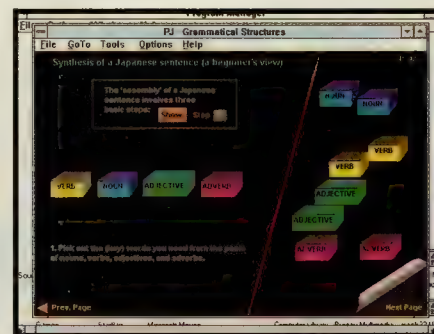 Program Manager
PJ Grammatical Structures
File GoTo Tools Options Help
Synthesis of a Japanese sentence (a beginner's view)
The 'assembly' of a Japanese
sentence involves three
basic steps: Show Stop
NOUN
NOUN
VERB
VERB
VERB NOUN ADJECTIVE ADVERB
ADJECTIVE
ADJECTIVE
ADVERB
ADVERB
1. Pick out the (key) words you need from the
of nouns, verbs, adjectives, and adverbs.
Prev. Page
Next Page